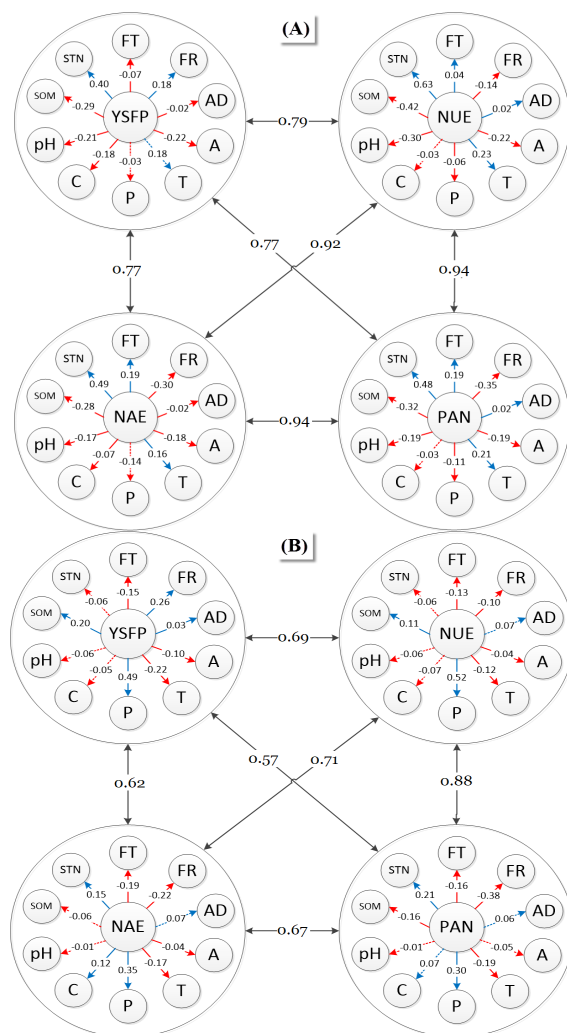 (A)
FT
STN
FR
-0.07
0.40
0.18
SOM
-0.29
YSFP
-0.02
AD
pH
-0.21
-0.22
A
-0.18
-0.03
0.18
C
P
T
0.79
FT
STN
FR
0.04
0.63
-0.14
SOM
-0.42
NUE
0.02
AD
pH
-0.30
-0.22
A
-0.03
-0.06
0.23
C
P
T
0.77
0.77
0.92
0.94
FT
STN
FR
0.19
0.49
-0.30
SOM
-0.28
NAE
-0.02
AD
pH
-0.17
-0.18
A
-0.07
-0.14
0.16
C
P
T
0.94
FT
STN
FR
0.19
0.48
-0.35
SOM
-0.32
PAN
0.02
AD
pH
-0.19
-0.19
A
-0.03
-0.11
0.21
C
P
T
(B)
FT
STN
FR
-0.15
-0.06
0.26
SOM
0.20
YSFP
0.03
AD
pH
-0.06
-0.10
A
-0.05
0.49
-0.22
C
P
T
0.69
FT
STN
FR
-0.13
-0.06
-0.10
SOM
0.11
NUE
0.07
AD
pH
-0.06
-0.04
A
-0.07
0.52
-0.12
C
P
T
0.62
0.57
0.71
0.88
FT
STN
FR
-0.19
0.15
-0.22
SOM
-0.06
NAE
0.07
AD
pH
-0.01
-0.04
A
0.12
0.35
-0.17
C
P
T
0.67
FT
STN
FR
-0.16
0.21
-0.38
SOM
-0.16
PAN
0.06
AD
pH
-0.01
-0.05
A
0.07
0.30
-0.19
C
P
T